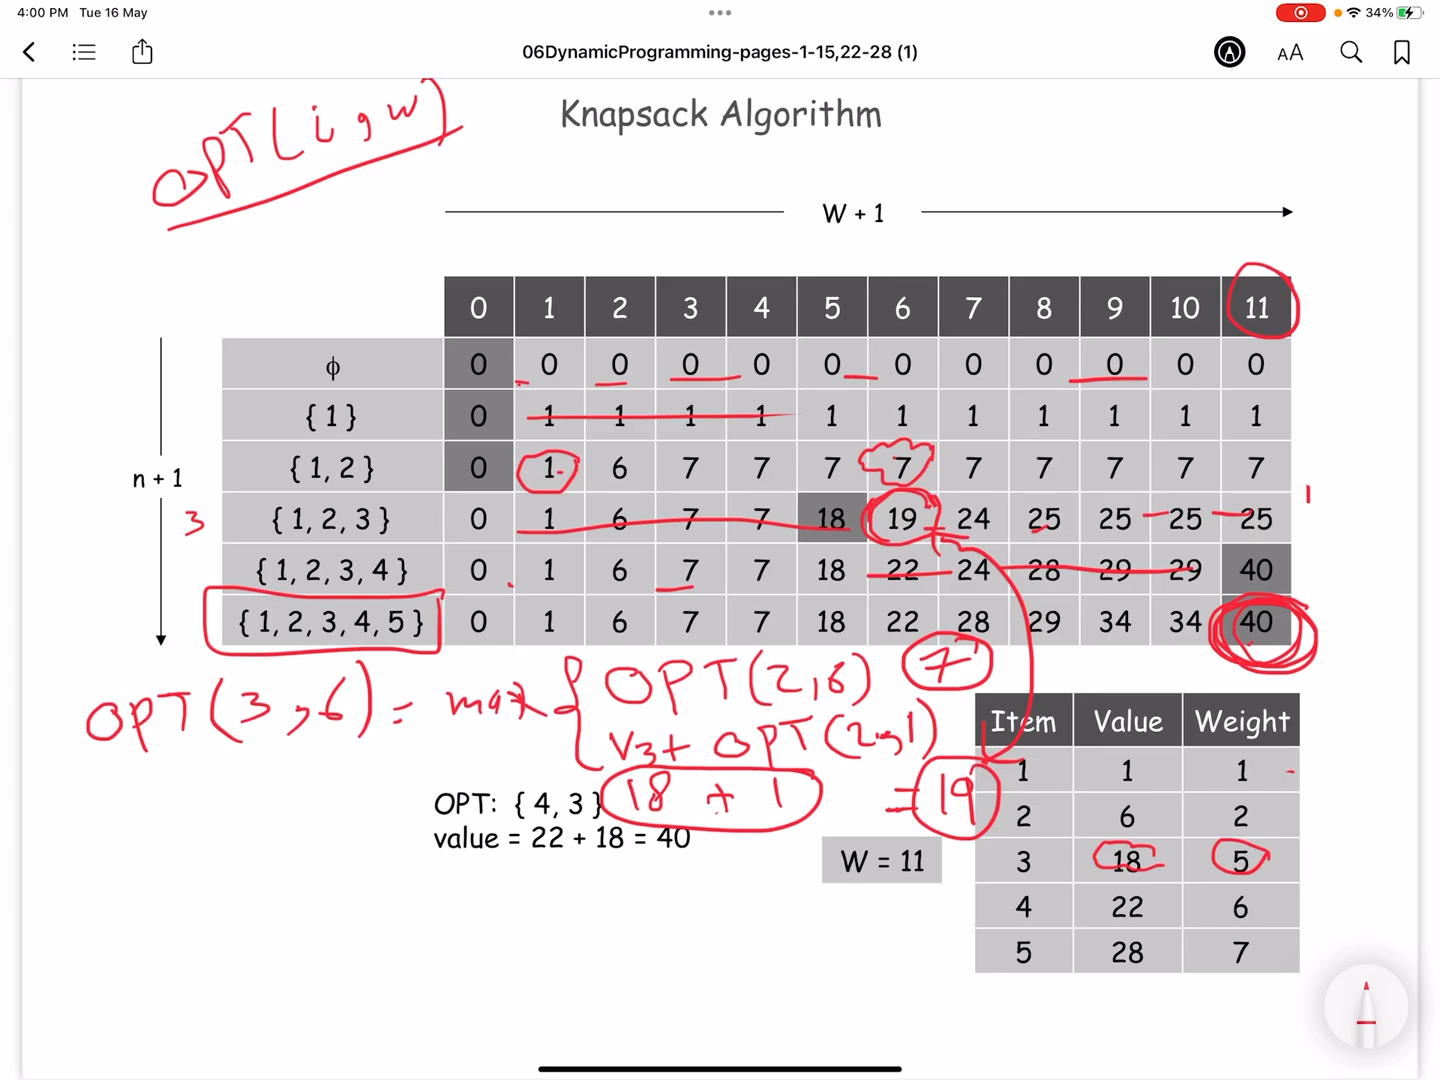 4:00 PM Tue 16 May
34%
06DynamicProgramming-pages-1-15,22-28 (1)
AA
OPT(i, w)
Knapsack Algorithm
W + 1
0 1 2 3 4 5 6 7 8 9 10 11
ϕ 0 0 0 0 0 0 0 0 0 0 0 0
{ 1 } 0 1 1 1 1 1 1 1 1 1 1 1
n + 1
{ 1, 2 } 0 1 6 7 7 7 7 7 7 7 7 7
3 { 1, 2, 3 } 0 1 6 7 7 18 19 24 25 25 25 25 1
{ 1, 2, 3, 4 } 0 1 6 7 7 18 22 24 28 29 29 40
{ 1, 2, 3, 4, 5 } 0 1 6 7 7 18 22 28 29 34 34 40
OPT(3,6) = max { OPT(2,6) 7
V3 + OPT(2,1)
18 + 1 = 19
OPT: { 4, 3 }
value = 22 + 18 = 40
W = 11
Item Value Weight
1 1 1
2 6 2
3 18 5
4 22 6
5 28 7